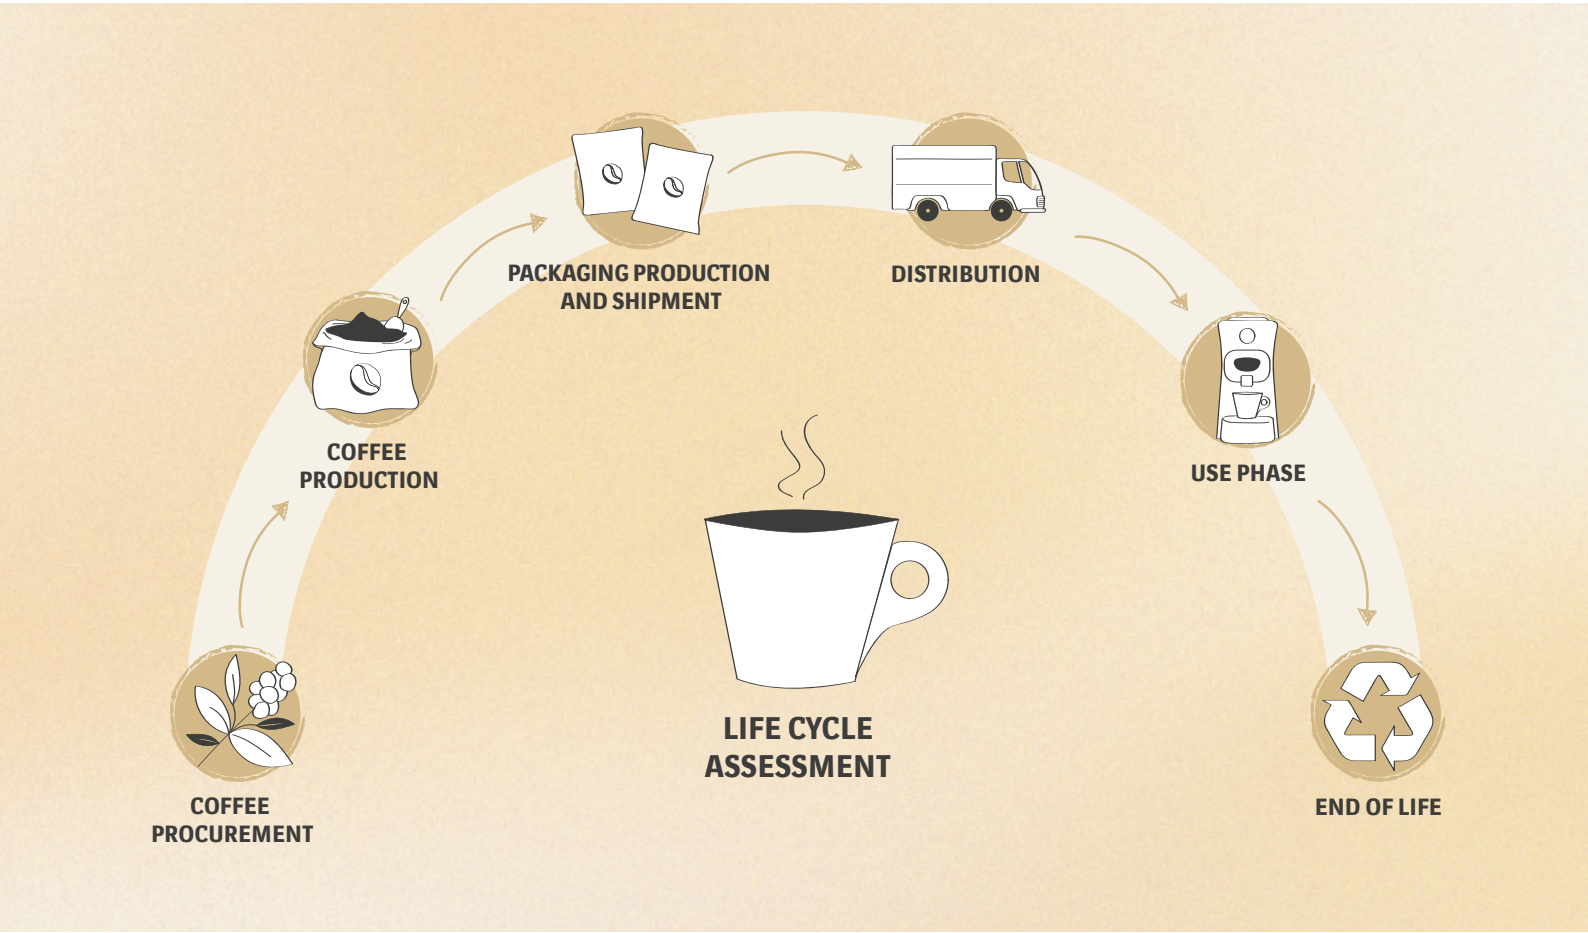 PACKAGING PRODUCTION
AND SHIPMENT
DISTRIBUTION
COFFEE
PRODUCTION
USE PHASE
LIFE CYCLE
ASSESSMENT
COFFEE
PROCUREMENT
END OF LIFE